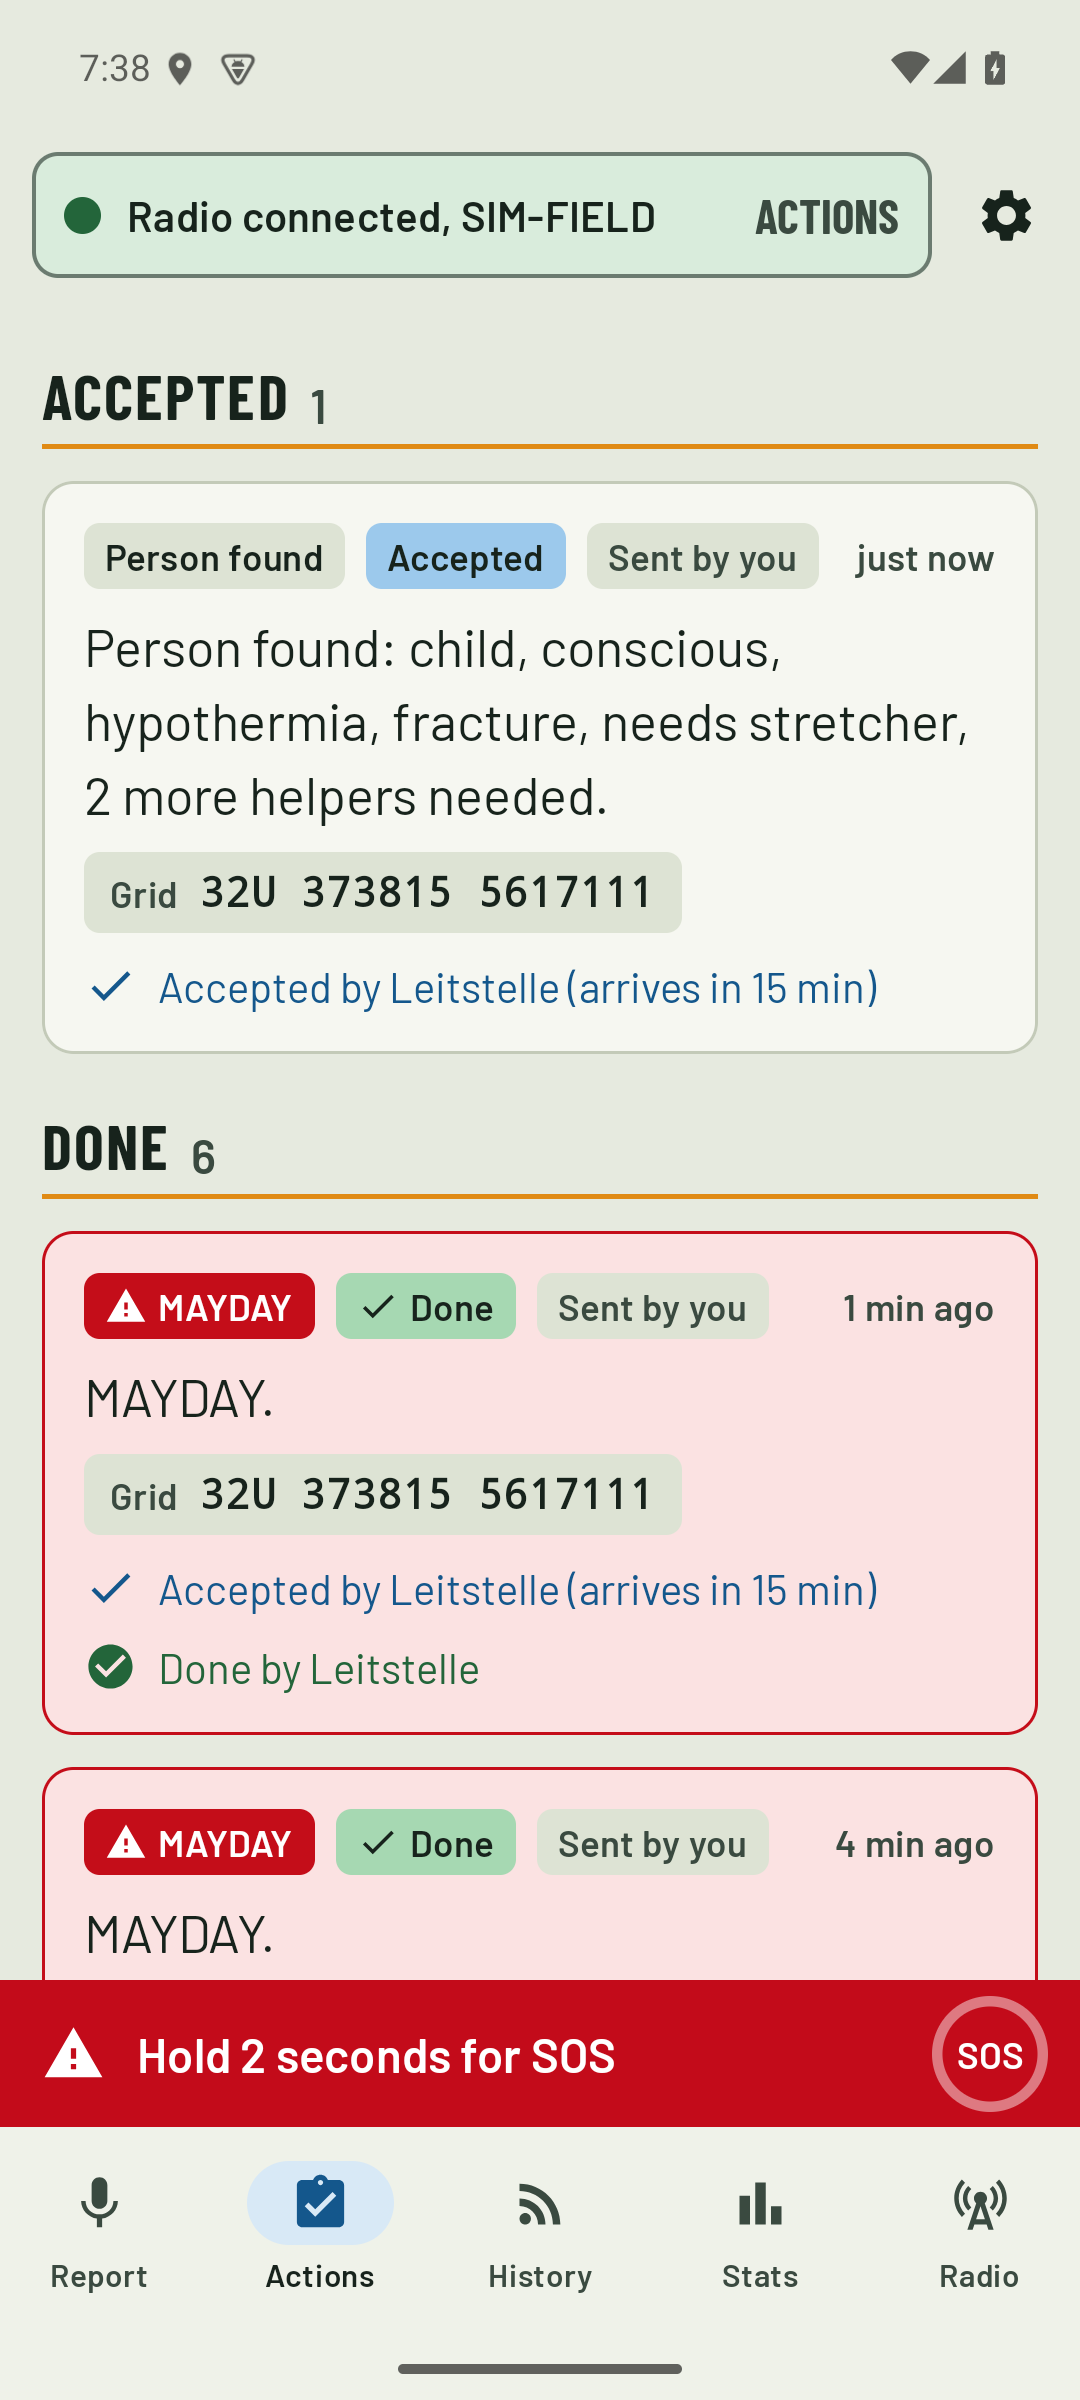 7:38
Radio connected, SIM-FIELD ACTIONS
ACCEPTED 1
Person found Accepted Sent by you just now
Person found: child, conscious,
hypothermia, fracture, needs stretcher,
2 more helpers needed.
Grid 32U 373815 5617111
Accepted by Leitstelle (arrives in 15 min)
DONE 6
MAYDAY Done Sent by you 1 min ago
MAYDAY.
Grid 32U 373815 5617111
Accepted by Leitstelle (arrives in 15 min)
Done by Leitstelle
MAYDAY Done Sent by you 4 min ago
MAYDAY.
Hold 2 seconds for SOS SOS
Report Actions History Stats Radio